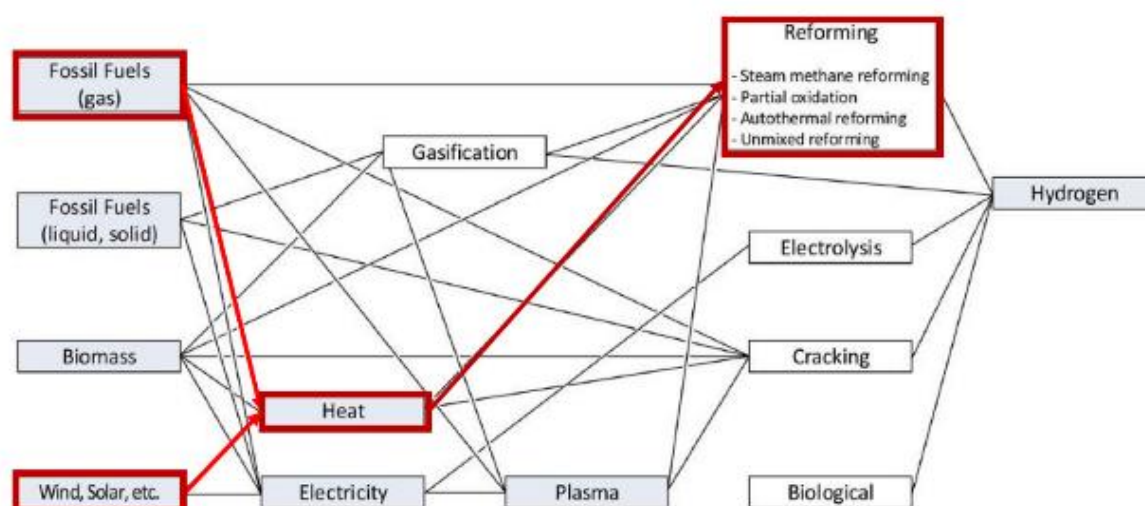 Reforming
- Steam methane reforming
- Partial oxidation
- Autothermal reforming
- Unmixed reforming
Fossil Fuels
(gas)
Gasification
Fossil Fuels
(liquid, solid)
Hydrogen
Electrolysis
Biomass
Cracking
Heat
Wind, Solar, etc.
Electricity
Plasma
Biological